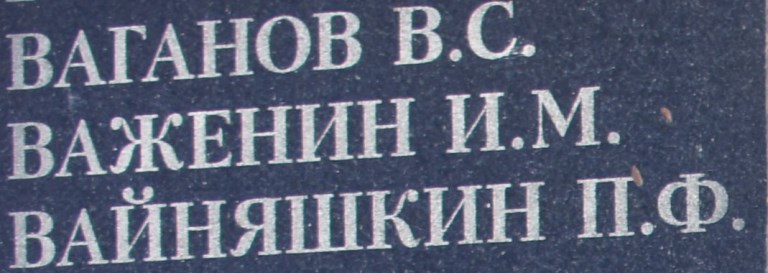 ВАГАНОВ В.С.
ВАЖЕНИН И.М.
ВАЙНЯШКИН П.Ф.